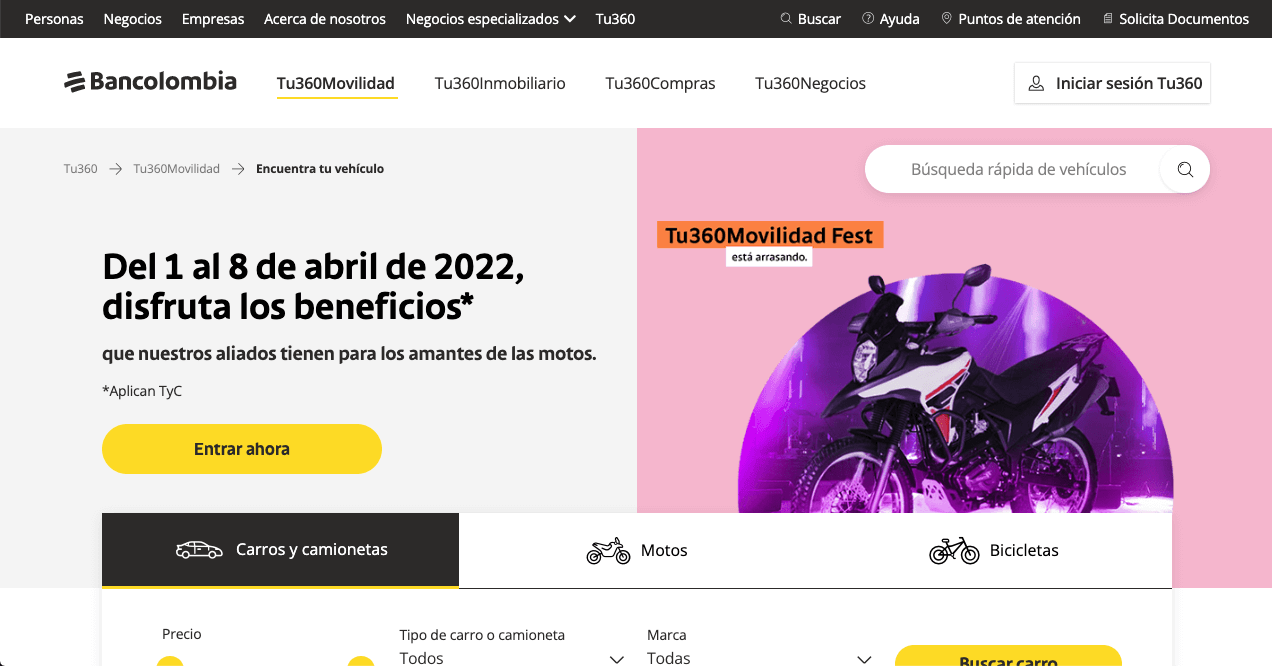 Personas Negocios Empresas Acerca de nosotros Negocios especializados Tu360 Buscar Ayuda Puntos de atención Solicita Documentos
Bancolombia Tu360Movilidad Tu360Inmobiliario Tu360Compras Tu360Negocios Iniciar sesión Tu360
Tu360 Tu360Movilidad Encuentra tu vehículo
Búsqueda rápida de vehículos
Tu360Movilidad Fest
está arrasando.
Del 1 al 8 de abril de 2022,
disfruta los beneficios*
que nuestros aliados tienen para los amantes de las motos.
*Aplican TyC
Entrar ahora
Carros y camionetas Motos Bicicletas
Precio Tipo de carro o camioneta Marca
Todos Todas Buscar carro